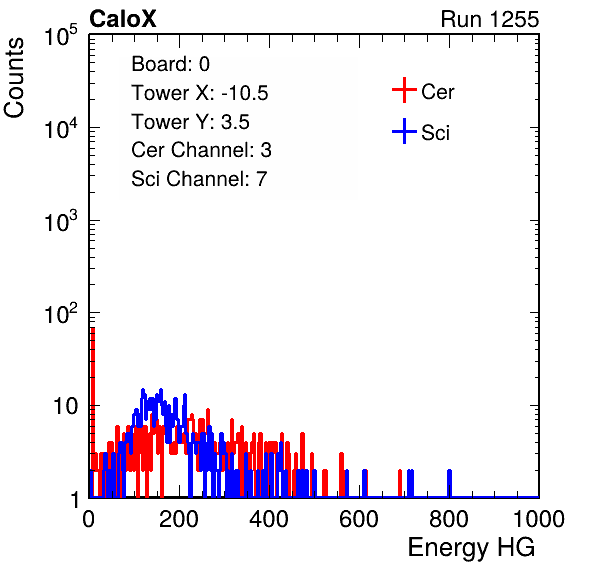 CaloX Run 1255
Counts
Board: 0
Tower X: -10.5
Tower Y: 3.5
Cer Channel: 3
Sci Channel: 7
Cer
Sci
10^5
10^4
10^3
10^2
10
1
0 200 400 600 800 1000
Energy HG